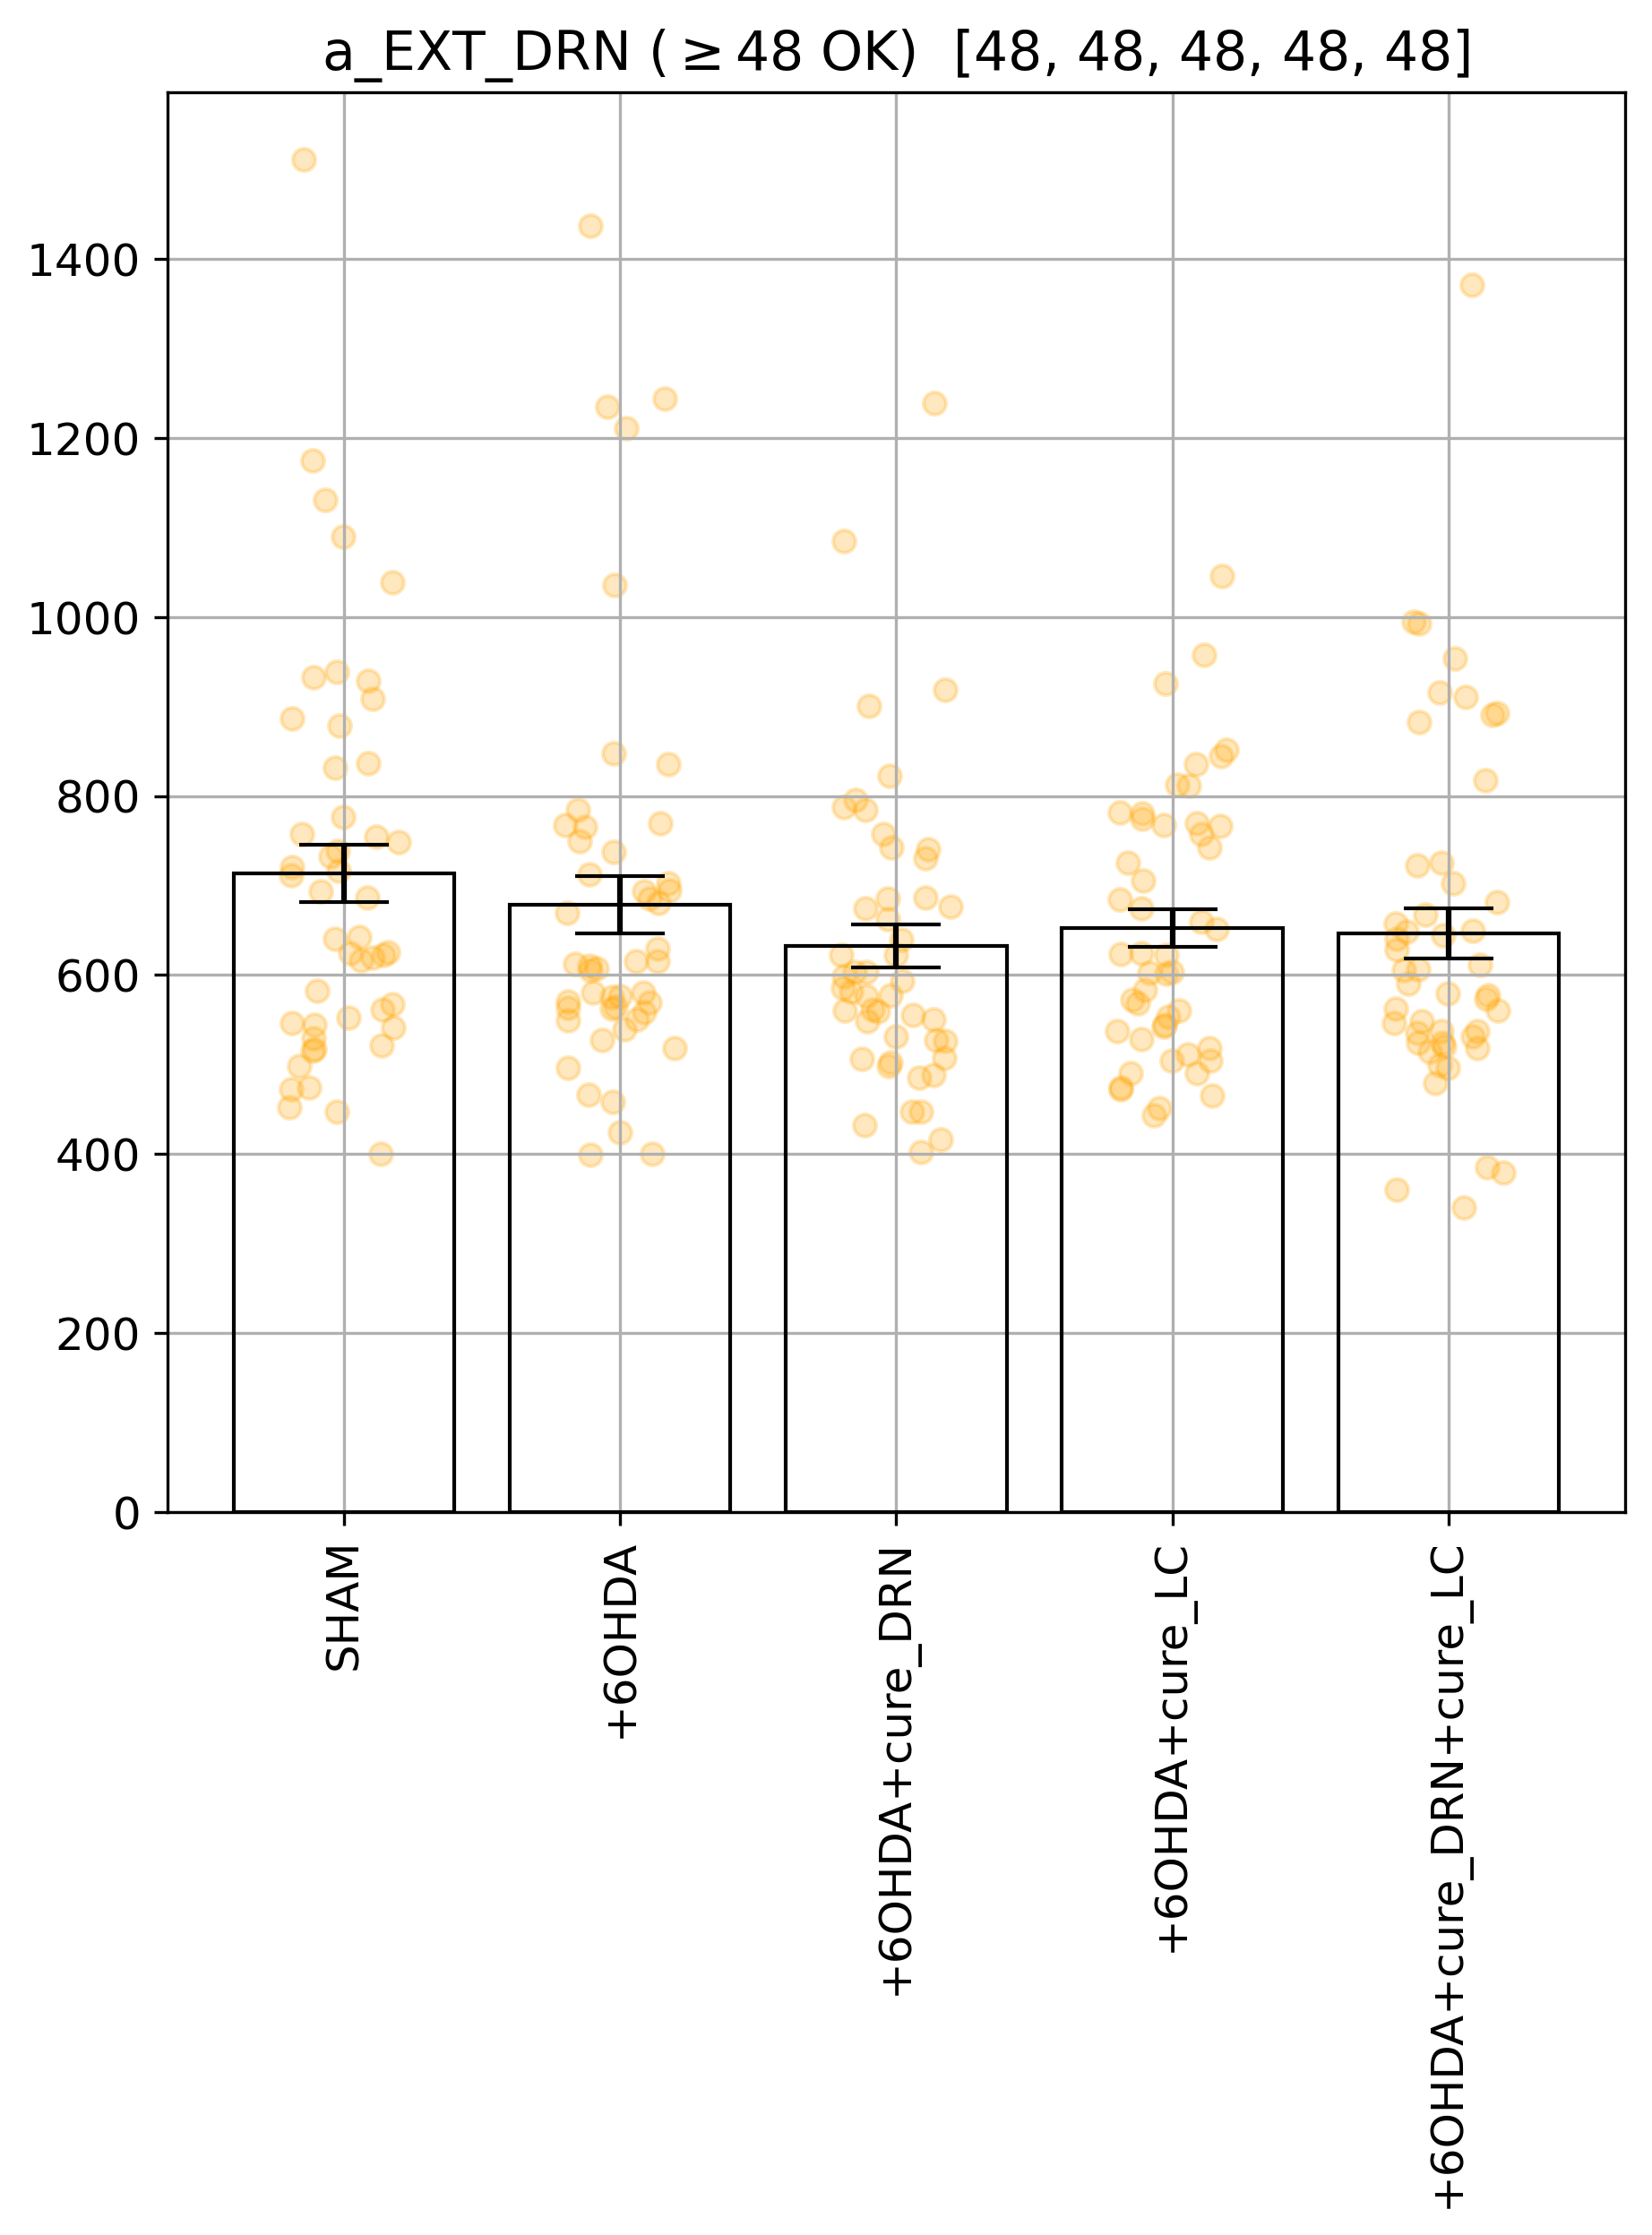 a_EXT_DRN (≥48 OK)  [48, 48, 48, 48, 48]
1400
1200
1000
800
600
400
200
0
SHAM
+6OHDA
+6OHDA+cure_DRN
+6OHDA+cure_LC
+6OHDA+cure_DRN+cure_LC